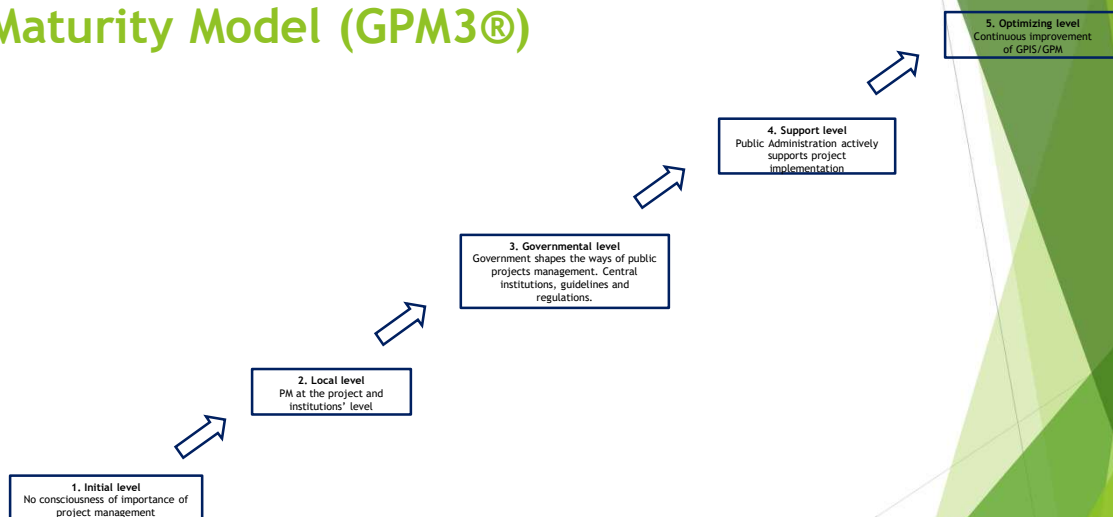 Maturity Model (GPM3®)
5. Optimizing level
Continuous improvement
of GPIS/GPM
4. Support level
Public Administration actively
supports project
implementation
3. Governmental level
Government shapes the ways of public
projects management. Central
institutions, guidelines and
regulations.
2. Local level
PM at the project and
institutions’ level
1. Initial level
No consciousness of importance of
project management